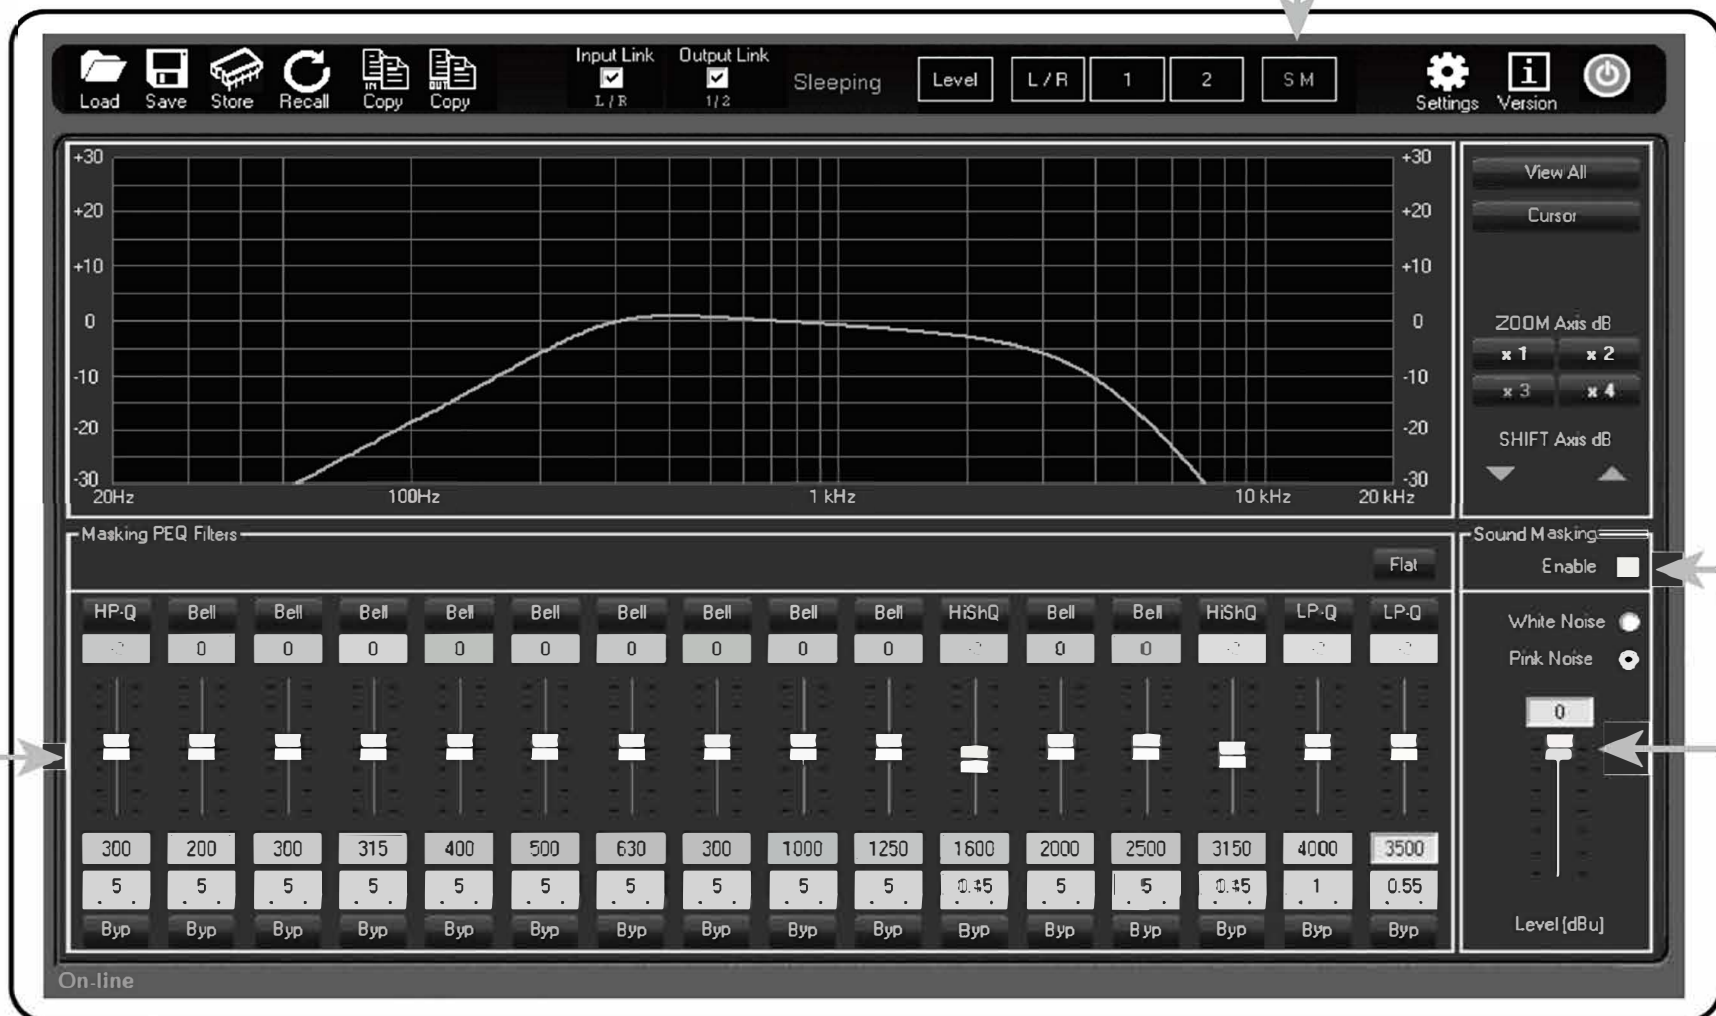 Input Link Output Link
Sleeping Level L / R 1 2 S M
L / R 1 / 2
IN OUT
Load Save Store Recall Copy Copy Settings Version
+30 +30
+20 +20
+10 +10
0 0
-10 -10
-20 -20
-30 -30
20Hz 100Hz 1 kHz 10 kHz 20 kHz
View All
Cursor
ZOOM Axis dB
x 1 x 2
x 3 x 4
SHIFT Axis dB
Masking PEQ Filters
Flat
HP-Q Bell Bell Bell Bell Bell Bell Bell Bell Bell HiShQ Bell Bell HiShQ LP-Q LP-Q
0 0 0 0 0 0 0 0 0 0 0
300 200 300 315 400 500 630 300 1000 1250 1600 2000 2500 3150 4000 3500
5 5 5 5 5 5 5 5 5 5 5 5 1 0.55
Byp Byp Byp Byp Byp Byp Byp Byp Byp Byp Byp Byp Byp Byp Byp Byp
Sound Masking
Enable
White Noise
Pink Noise
0
Level [dBu]
On-line